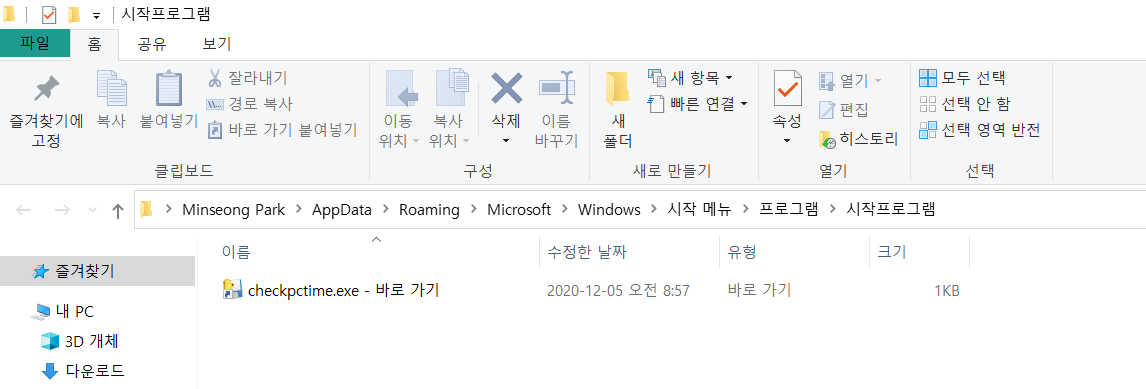 시작프로그램
파일 홈 공유 보기
즐겨찾기에 고정
복사
붙여넣기
잘라내기
경로 복사
바로 가기 붙여넣기
클립보드
이동 위치
복사 위치
삭제
이름 바꾸기
구성
새 폴더
새 항목
빠른 연결
새로 만들기
속성
열기
편집
히스토리
열기
모두 선택
선택 안 함
선택 영역 반전
선택
Minseong Park > AppData > Roaming > Microsoft > Windows > 시작 메뉴 > 프로그램 > 시작프로그램
즐겨찾기
내 PC
3D 개체
다운로드
이름 수정한 날짜 유형 크기
checkpctime.exe - 바로 가기 2020-12-05 오전 8:57 바로 가기 1KB